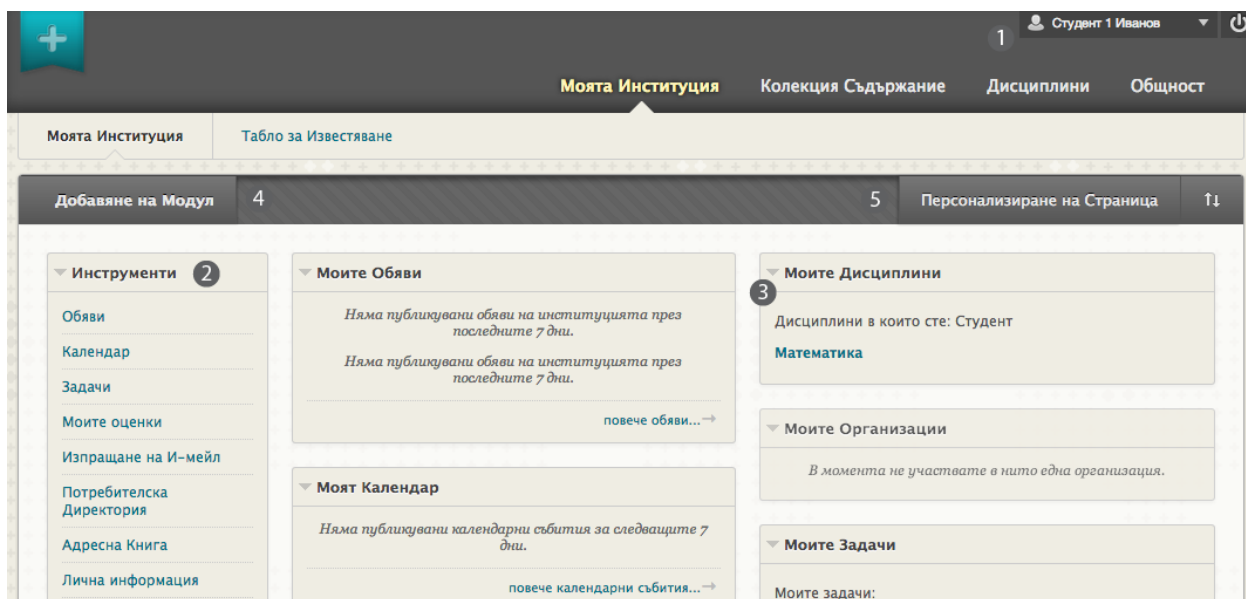 Студент 1 Иванов
1
Моята Институция
Колекция Съдържание
Дисциплини
Общност
Моята Институция
Табло за Известяване
Добавяне на Модул
4
5
Персонализиране на Страница
Инструменти
2
Обяви
Календар
Задачи
Моите оценки
Изпращане на И-мейл
Потребителска
Директория
Адресна Книга
Лична информация
Моите Обяви
Няма публикувани обяви на институцията през
последните 7 дни.
Няма публикувани обяви на институцията през
последните 7 дни.
повече обяви...
Моят Календар
Няма публикувани календарни събития за следващите 7
дни.
повече календарни събития...
Моите Дисциплини
3
Дисциплини в които сте: Студент
Математика
Моите Организации
В момента не участвате в нито една организация.
Моите Задачи
Моите задачи: